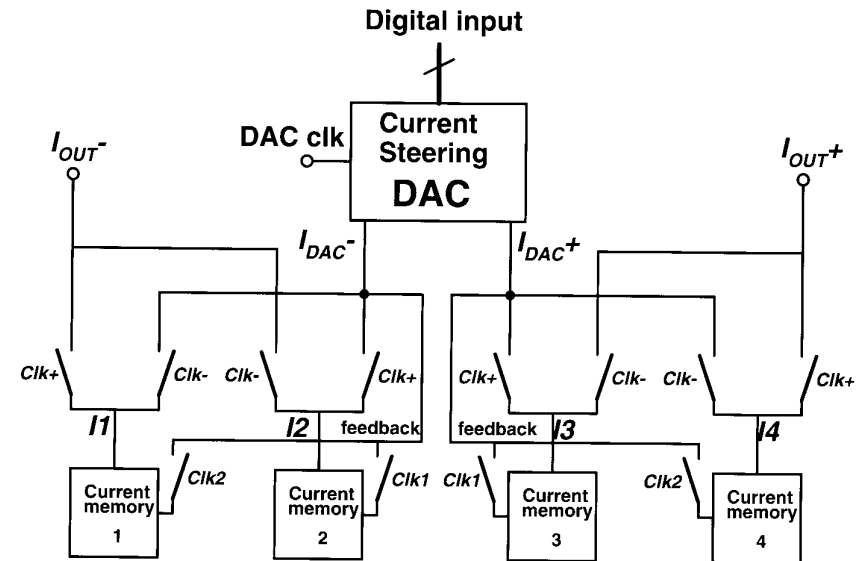 Digital input
Current
Steering
DAC
DAC clk
I_OUT-
I_OUT+
I_DAC-
I_DAC+
Clk+
Clk-
Clk-
Clk+
Clk+
Clk-
Clk-
Clk+
I1
I2
feedback
feedback
I3
I4
Clk2
Clk1
Clk1
Clk2
Current
memory
1
Current
memory
2
Current
memory
3
Current
memory
4